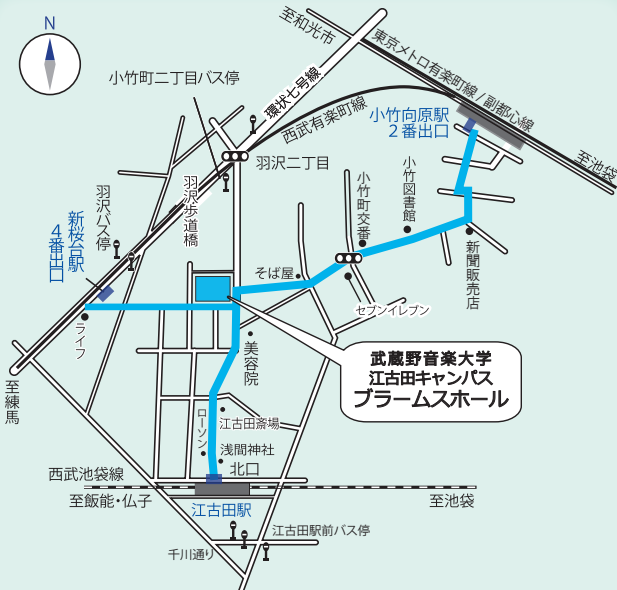 N
至和光市
東京メトロ有楽町線/副都心線
小竹町二丁目バス停
環状七号線
西武有楽町線
小竹向原駅
2番出口
至池袋
羽沢二丁目
小竹図書館
小竹町交番
羽沢歩道橋
羽沢バス停
新桜台駅
4番出口
新聞販売店
そば屋
セブンイレブン
ライフ
美容院
武蔵野音楽大学
江古田キャンパス
ブラームスホール
至練馬
ローソン
江古田斎場
浅間神社
北口
西武池袋線
至飯能・仏子
至池袋
江古田駅
江古田駅前バス停
千川通り